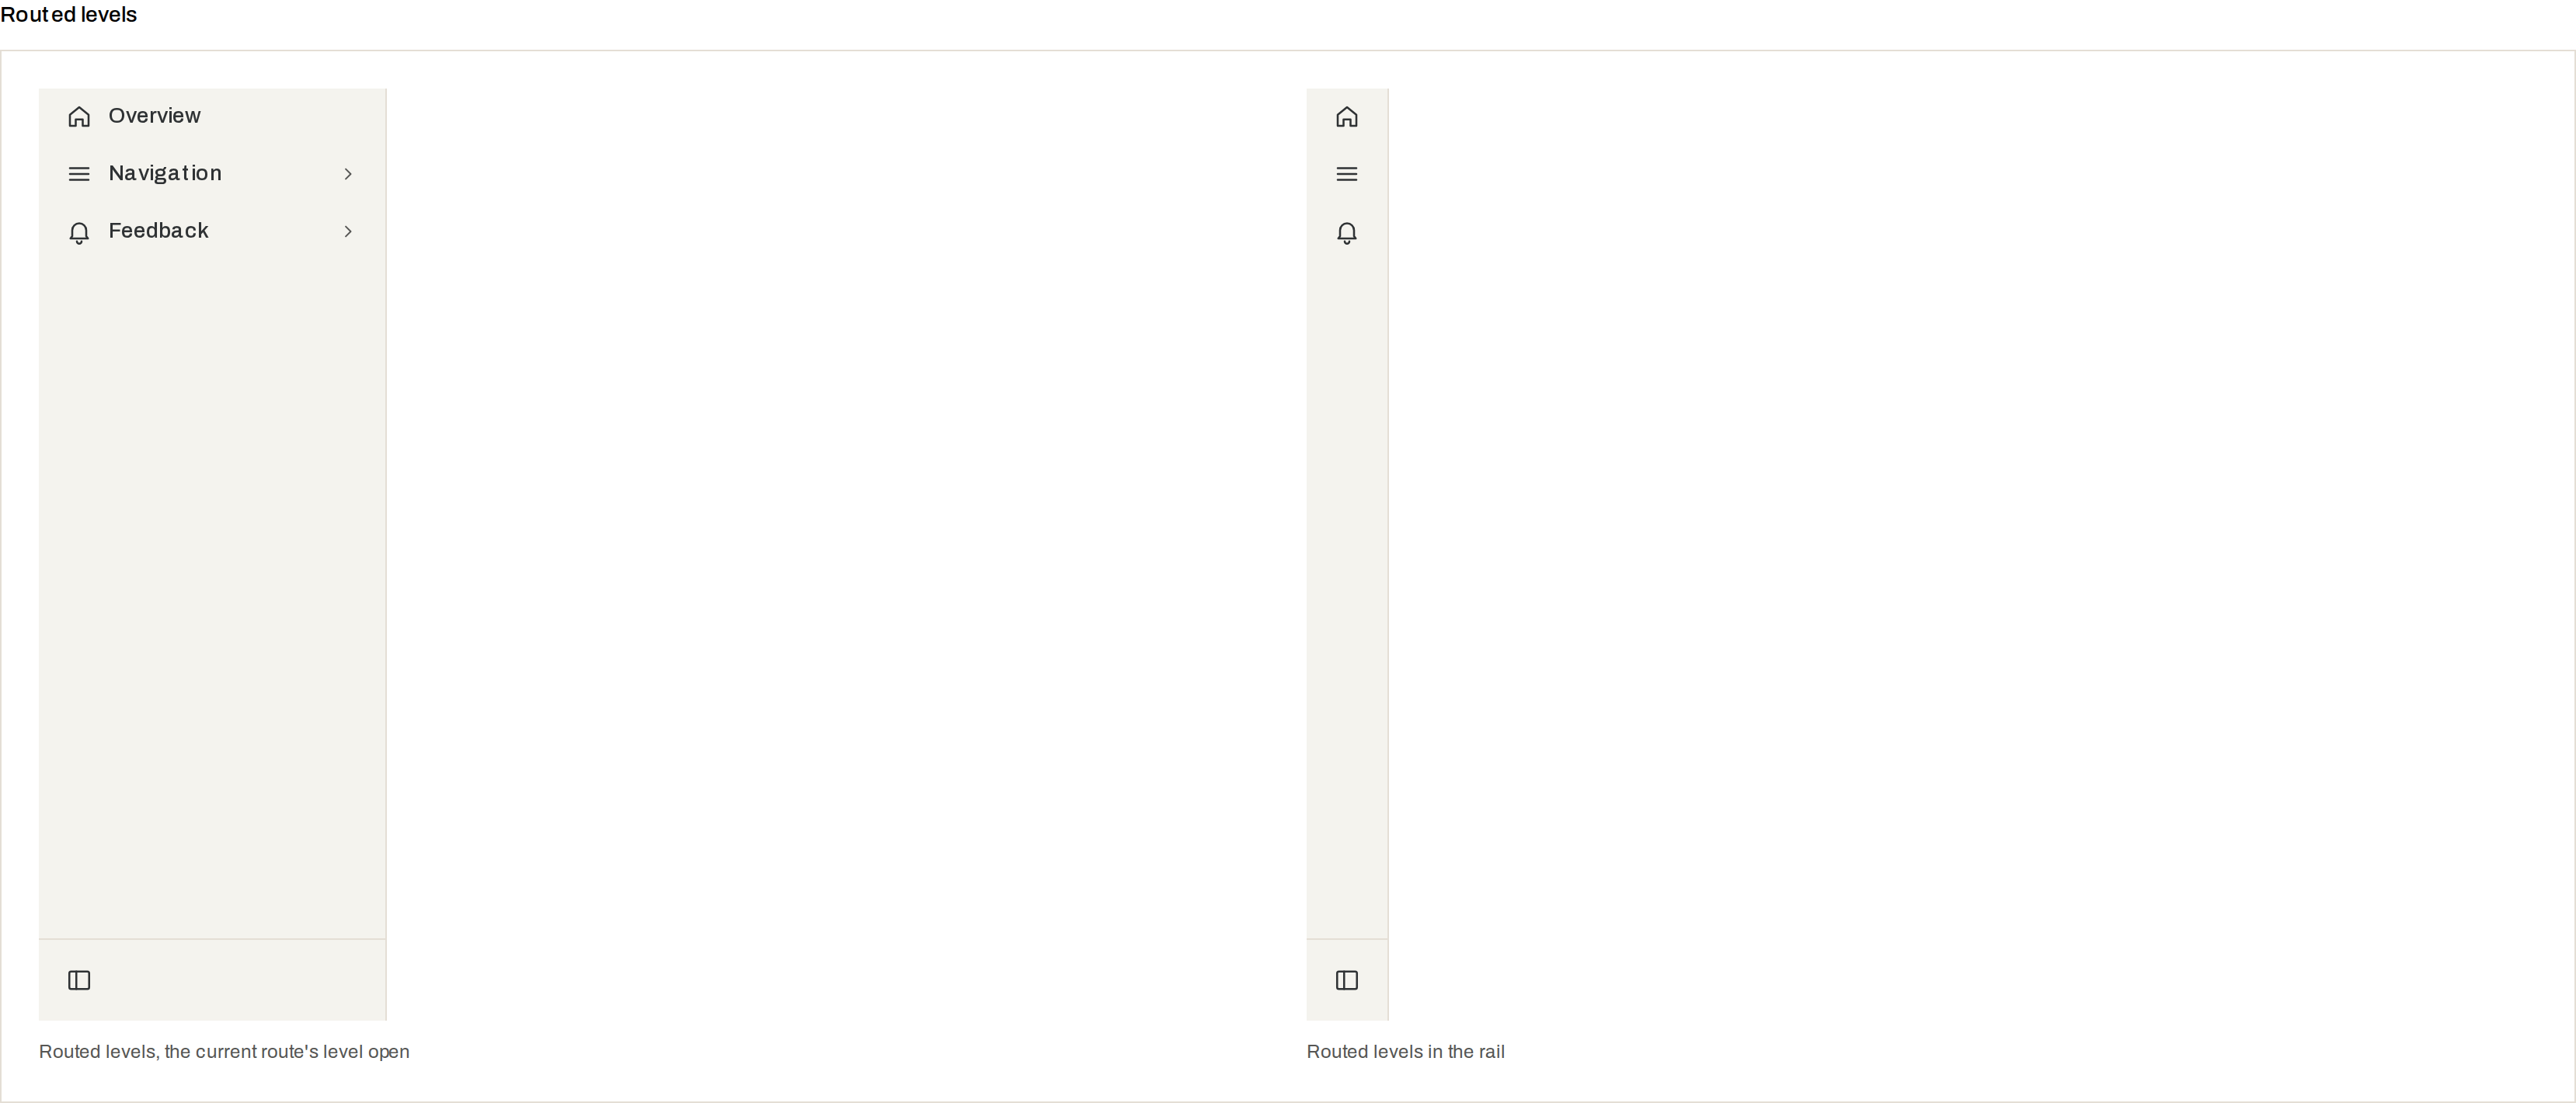 Routed levels
Overview
Navigation
Feedback
Routed levels, the current route's level open
Routed levels in the rail